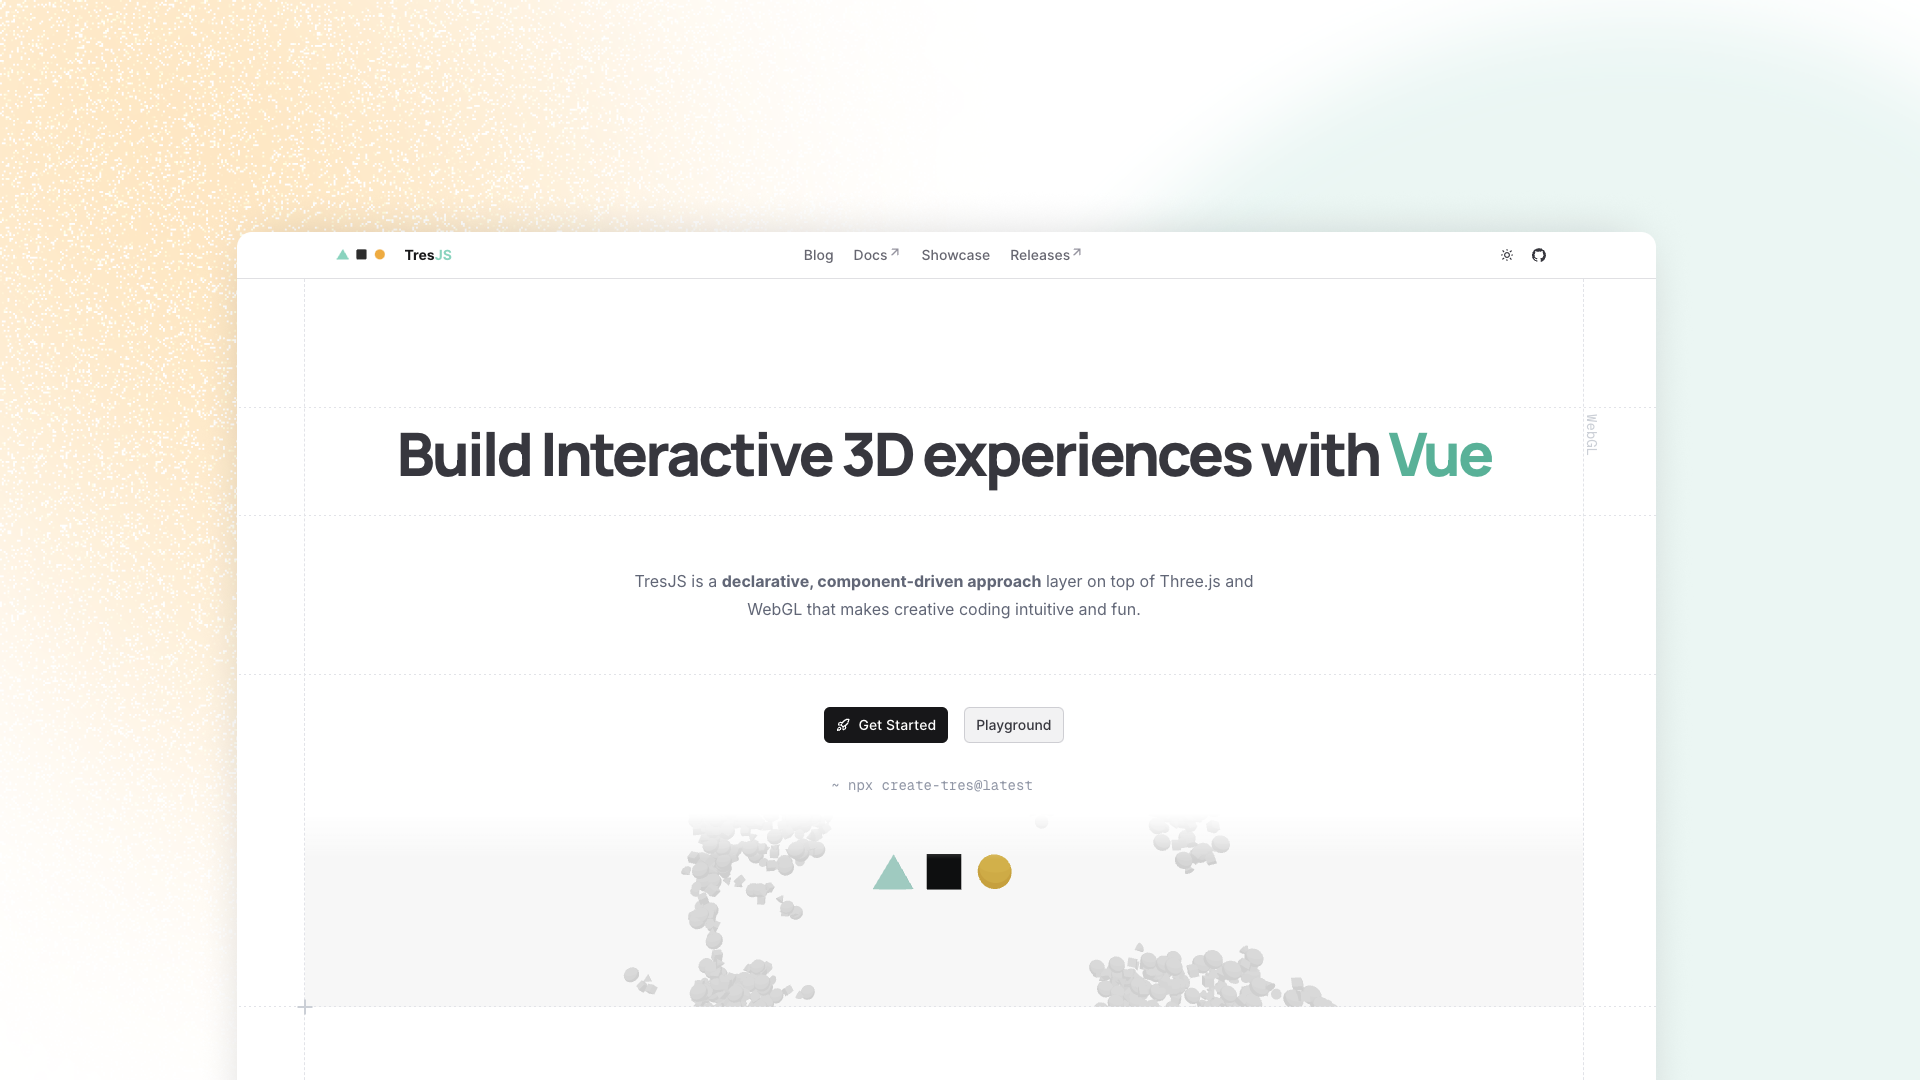 TresJS
Blog
Docs
Showcase
Releases
WebGL
Build Interactive 3D experiences with Vue
TresJS is a declarative, component-driven approach layer on top of Three.js and
WebGL that makes creative coding intuitive and fun.
Get Started
Playground
~ npx create-tres@latest